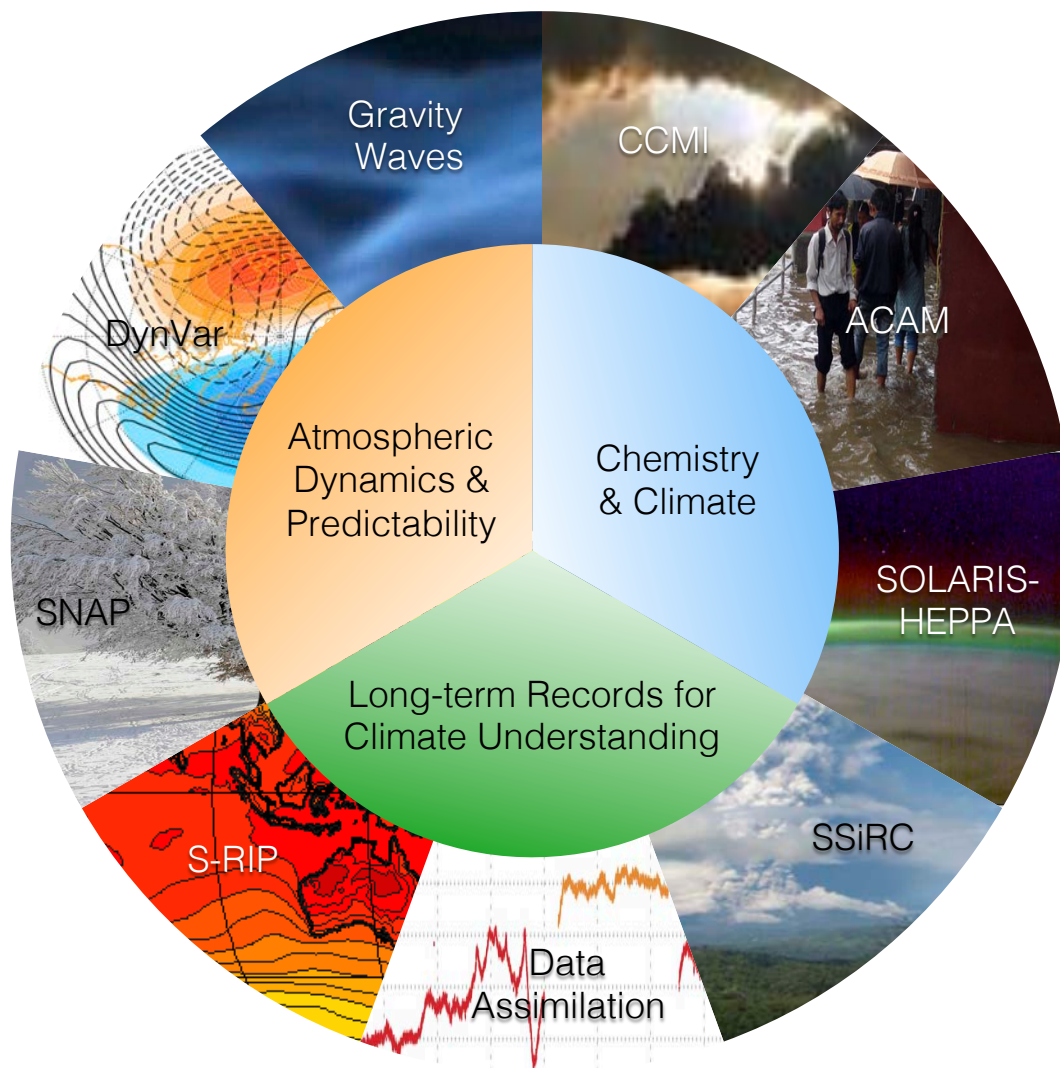 Gravity
Waves
CCMI
ACAM
DynVar
Atmospheric
Dynamics &
Predictability
Chemistry
& Climate
SOLARIS-
HEPPA
SNAP
Long-term Records for
Climate Understanding
S-RIP
SSiRC
Data
Assimilation